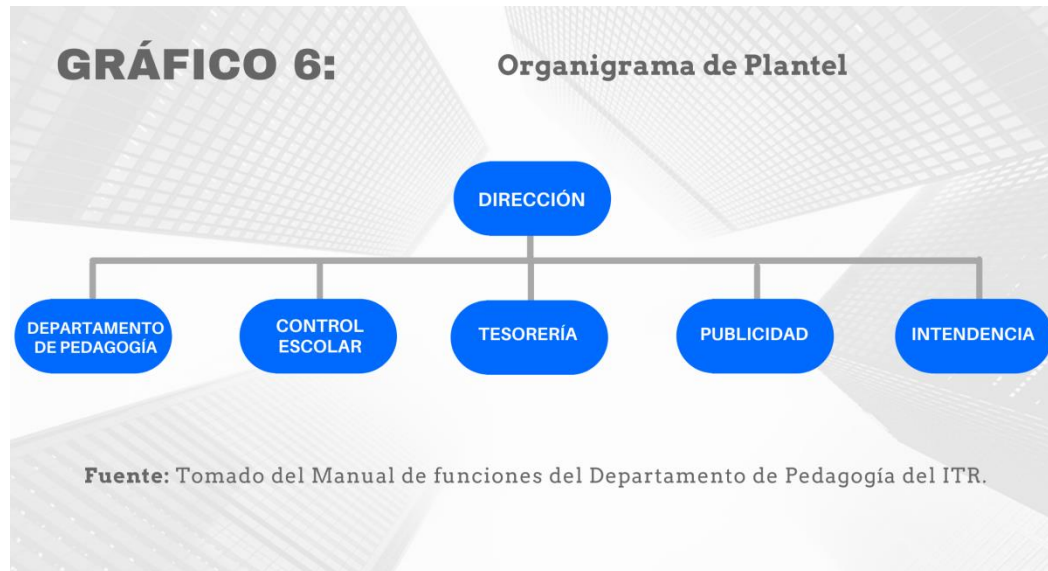 GRÁFICO 6:
Organigrama de Plantel
DIRECCIÓN
DEPARTAMENTO
DE PEDAGOGÍA
CONTROL
ESCOLAR
TESORERÍA
PUBLICIDAD
INTENDENCIA
Fuente: Tomado del Manual de funciones del Departamento de Pedagogía del ITR.